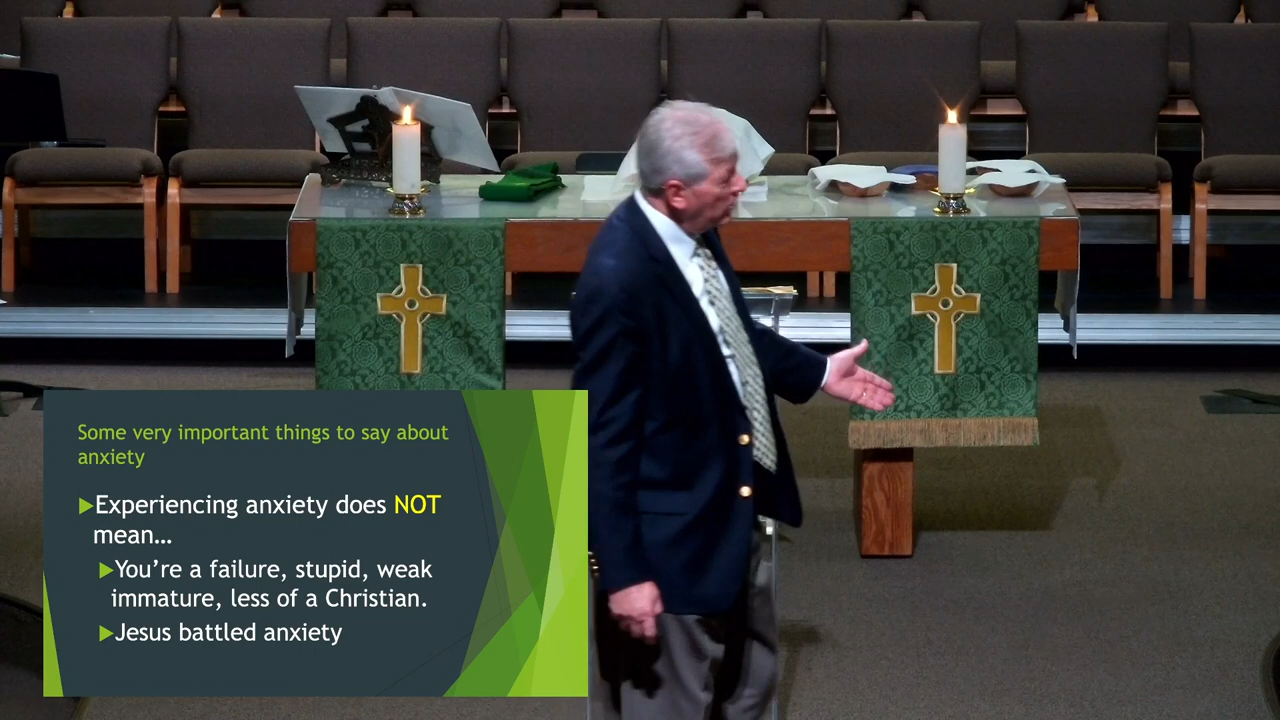 Some very important things to say about
anxiety
Experiencing anxiety does NOT
mean…
You’re a failure, stupid, weak
immature, less of a Christian.
Jesus battled anxiety